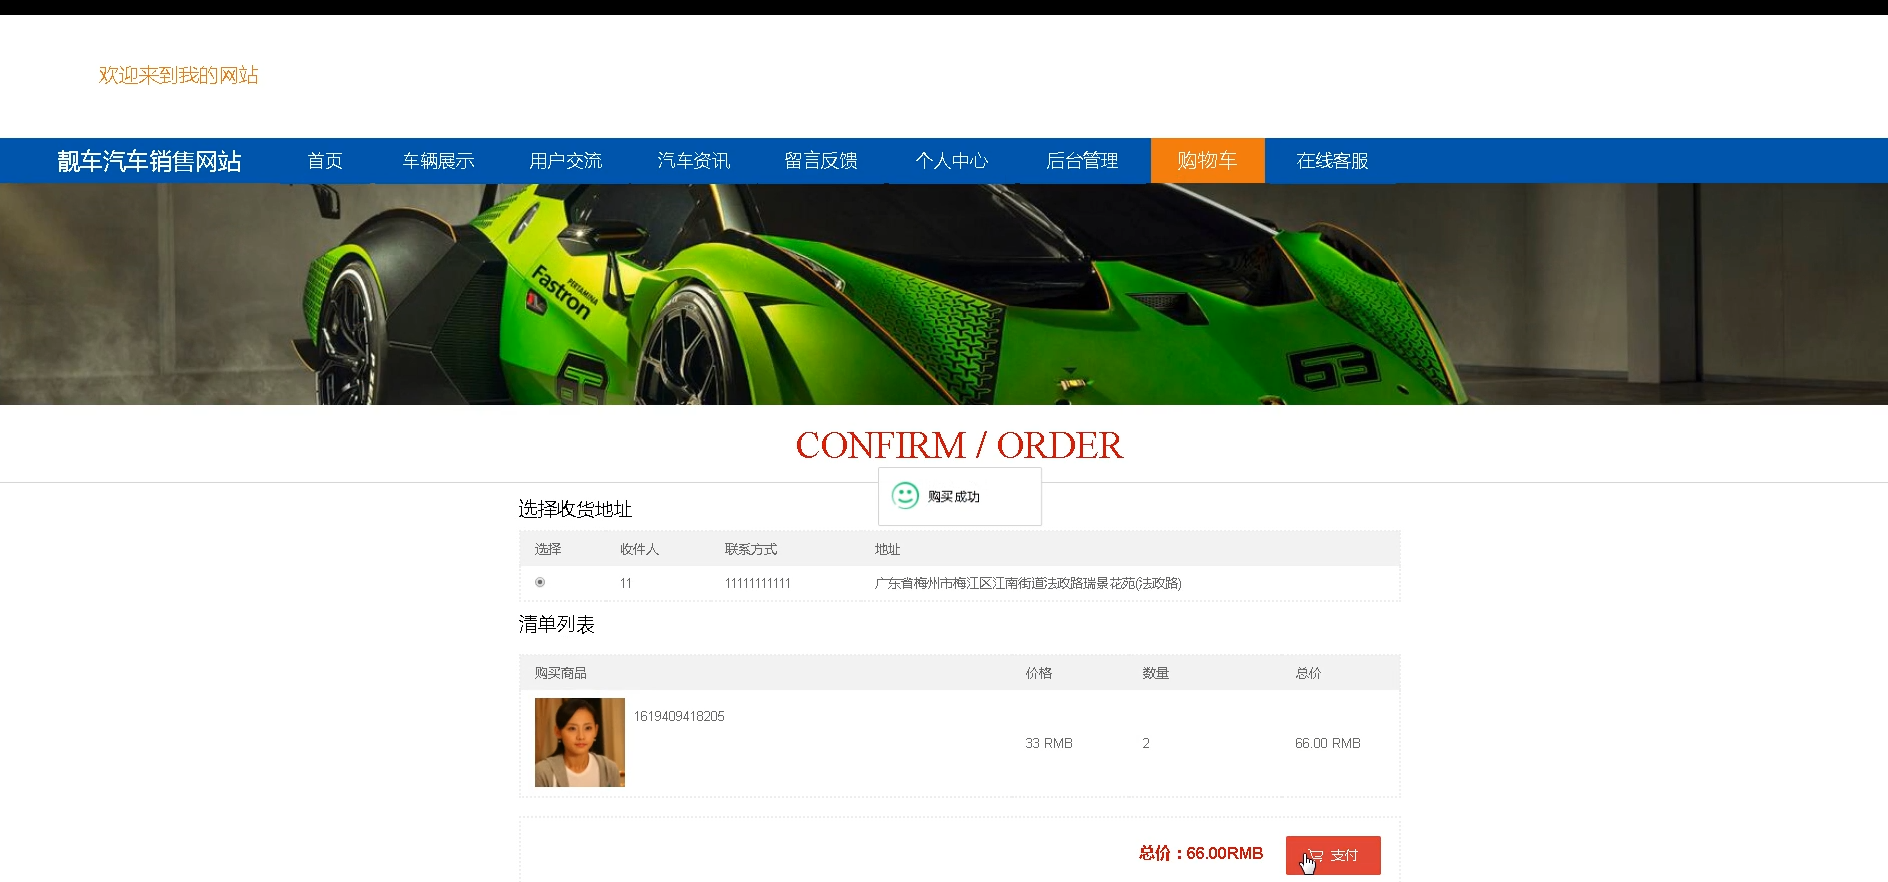 欢迎来到我的网站
靓车汽车销售网站 首页 车辆展示 用户交流 汽车资讯 留言反馈 个人中心 后台管理 购物车 在线客服
PERTAMINA
Fastron
63
63
CONFIRM / ORDER
购买成功
选择收货地址
选择 收件人 联系方式 地址
11 11111111111 广东省梅州市梅江区江南街道法政路瑞景花苑(法政路)
清单列表
购买商品 价格 数量 总价
1619409418205
33 RMB 2 66.00 RMB
总价：66.00RMB 支付